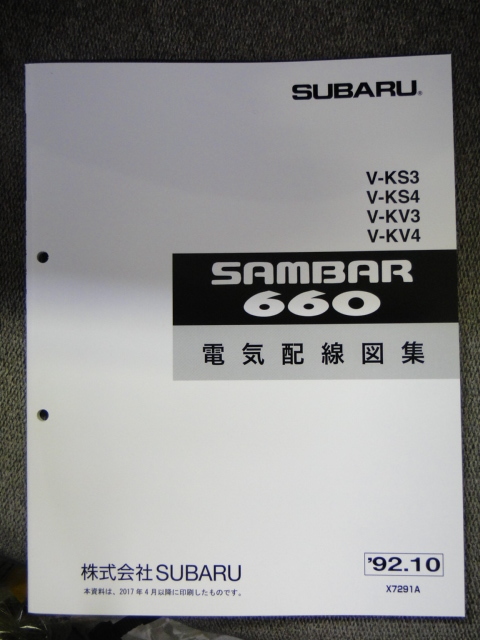 SUBARU®
V-KS3
V-KS4
V-KV3
V-KV4
SAMBAR
660
電気配線図集
'92.10
X7291A
株式会社SUBARU
本資料は、2017年4月以降に印刷したものです。